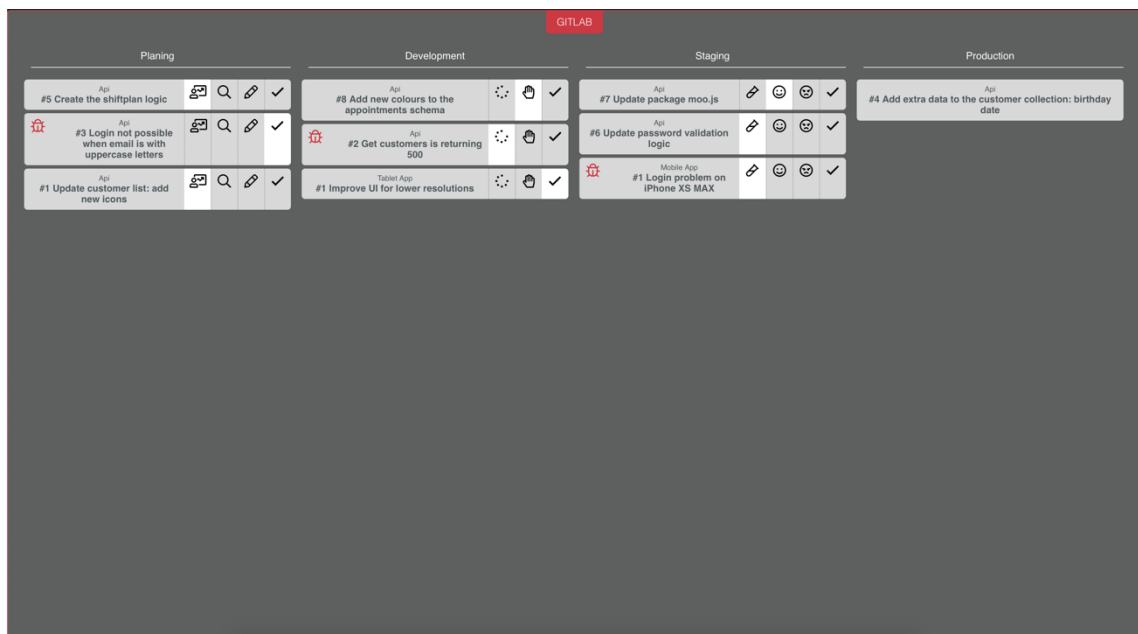 GITLAB
Planing
Api
#5 Create the shiftplan logic
Api
#3 Login not possible
when email is with
uppercase letters
Api
#1 Update customer list: add
new icons
Development
Api
#8 Add new colours to the
appointments schema
Api
#2 Get customers is returning
500
Tablet App
#1 Improve UI for lower resolutions
Staging
Api
#7 Update package moo.js
Api
#6 Update password validation
logic
Mobile App
#1 Login problem on
iPhone XS MAX
Production
Api
#4 Add extra data to the customer collection: birthday
date